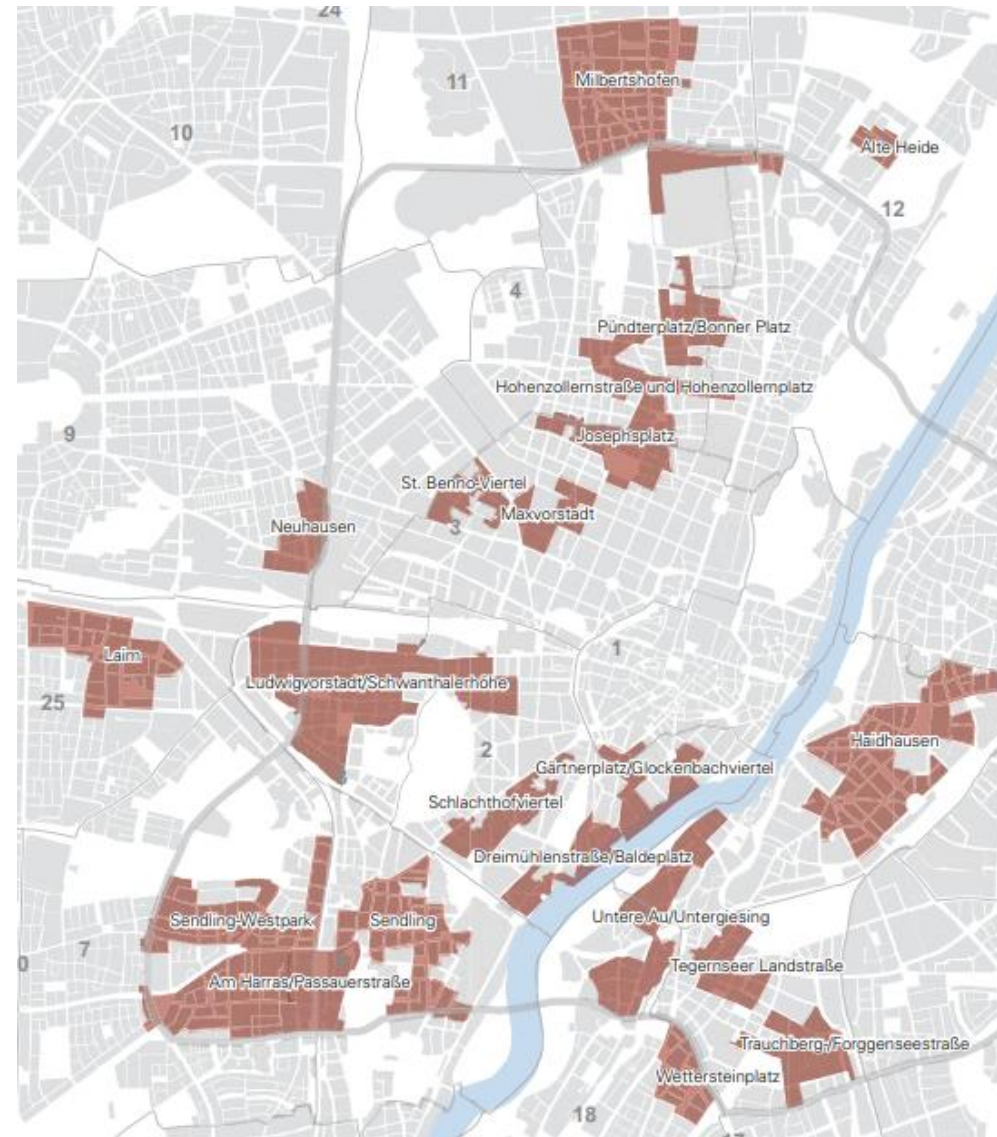 24
11
Milbertshofen
10
Alte Heide
12
4
Pündterplatz/Bonner Platz
Hohenzollernstraße und Hohenzollernplatz
9
Josephsplatz
St. Benno-Viertel
Maxvorstadt
Neuhausen
3
1
Laim
Ludwigvorstadt/Schwanthalerhöhe
25
Haidhausen
2
Gärtnerplatz/Glockenbachviertel
Schlachthofviertel
Dreimühlenstraße/Baldeplatz
Sendling-Westpark
Sendling
Untere Au/Untergiesing
7
Tegernseer Landstraße
Am Harras/Passauerstraße
Trauchberg-/Forggenseestraße
Wettersteinplatz
18